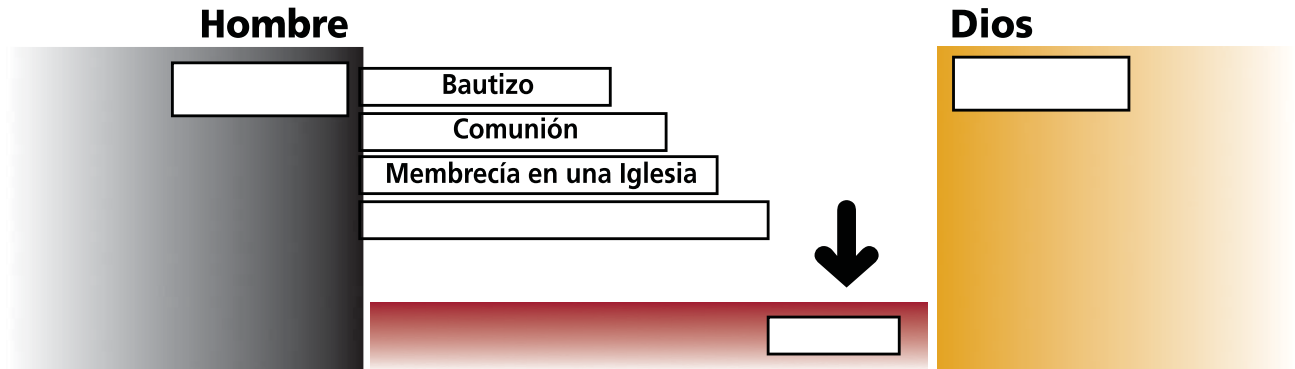 Hombre
Dios
Bautizo
Comunión
Membrecía en una Iglesia